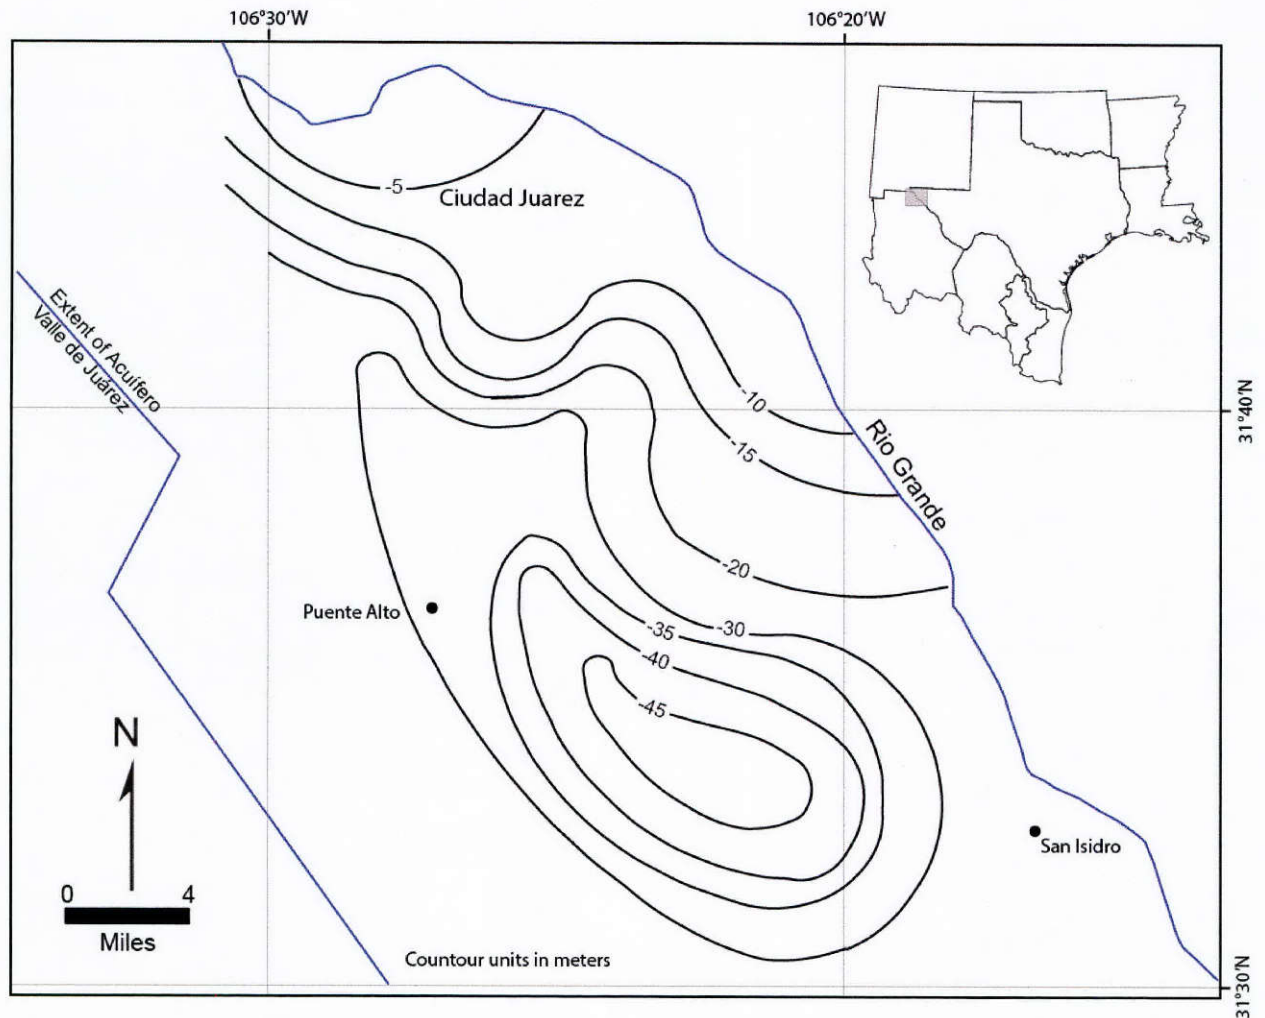 106°30'W
106°20'W
-5
Ciudad Juarez
Extent of Acuífero
Valle de Juárez
-10
31°40'N
-15
Rio Grande
-20
Puente Alto
-35
-30
-40
-45
N
San Isidro
0 4
Miles
Countour units in meters
31°30'N